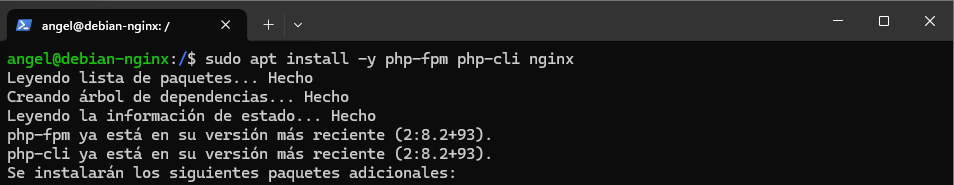 angel@debian-nginx: /
angel@debian-nginx:/$ sudo apt install -y php-fpm php-cli nginx
Leyendo lista de paquetes... Hecho
Creando árbol de dependencias... Hecho
Leyendo la información de estado... Hecho
php-fpm ya está en su versión más reciente (2:8.2+93).
php-cli ya está en su versión más reciente (2:8.2+93).
Se instalarán los siguientes paquetes adicionales: